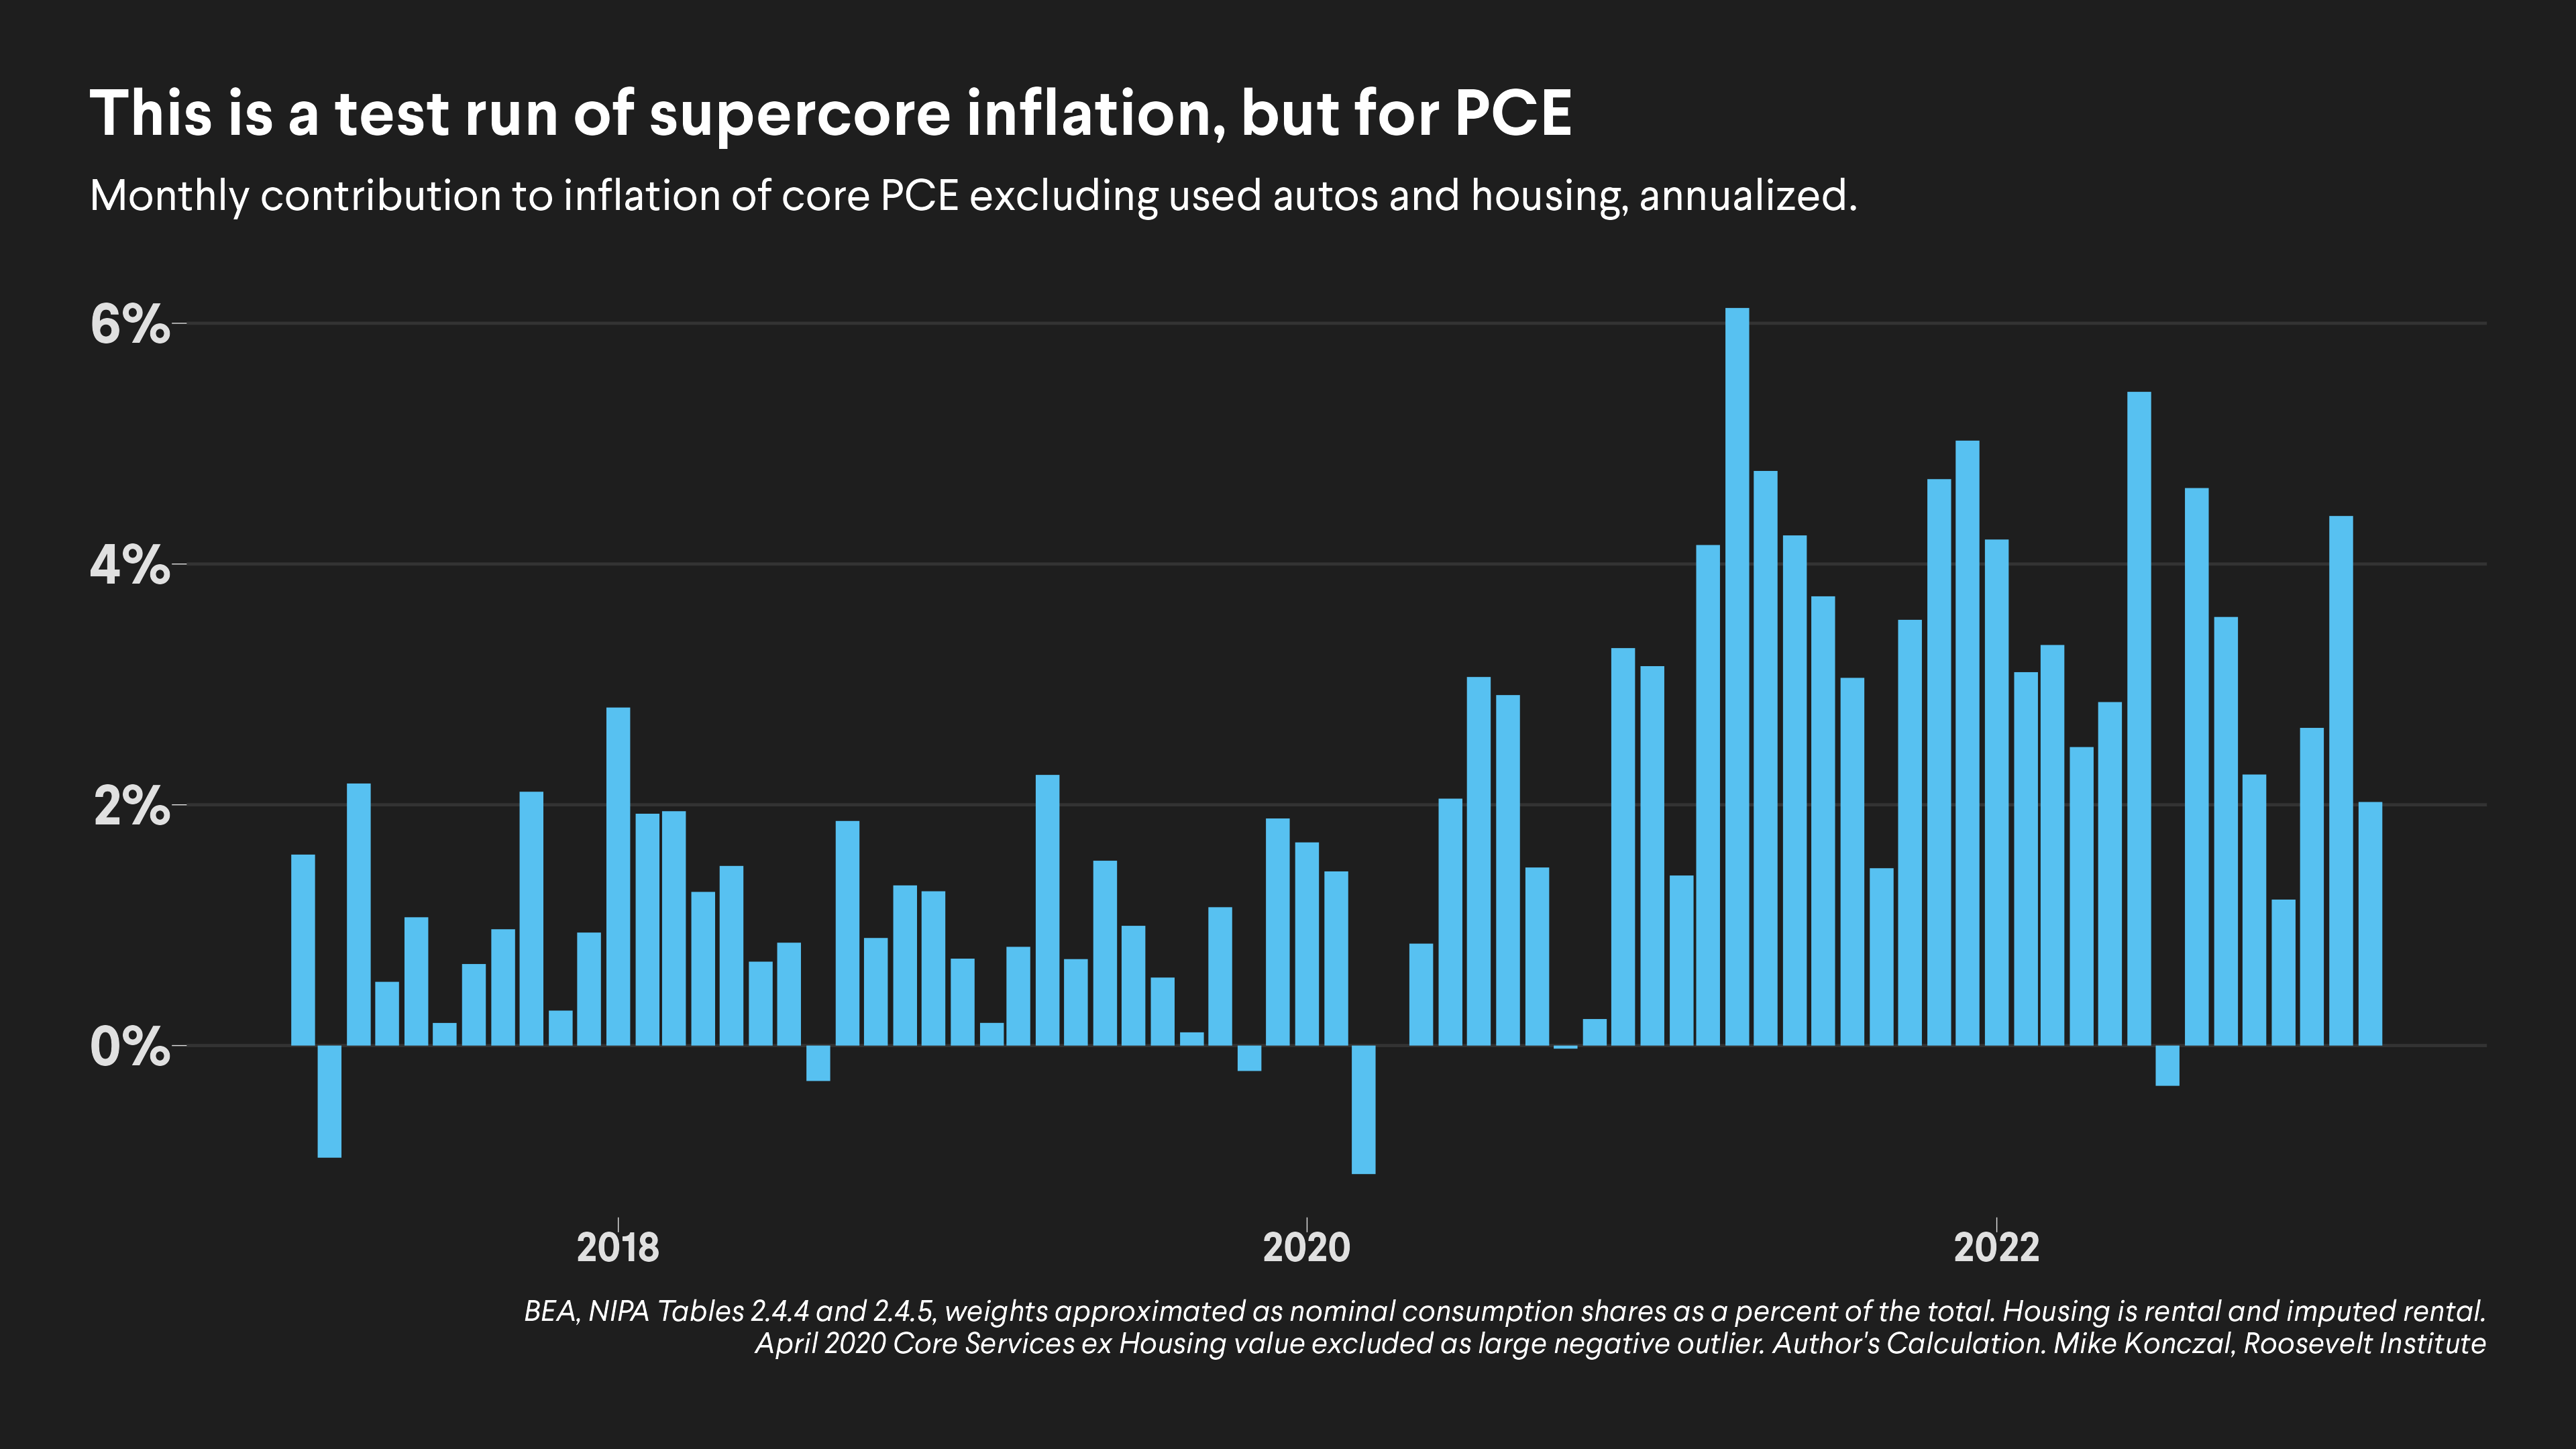 This is a test run of supercore inflation, but for PCE
Monthly contribution to inflation of core PCE excluding used autos and housing, annualized.
6%
4%
2%
0%
2018
2020
2022
BEA, NIPA Tables 2.4.4 and 2.4.5, weights approximated as nominal consumption shares as a percent of the total. Housing is rental and imputed rental.
April 2020 Core Services ex Housing value excluded as large negative outlier. Author's Calculation. Mike Konczal, Roosevelt Institute